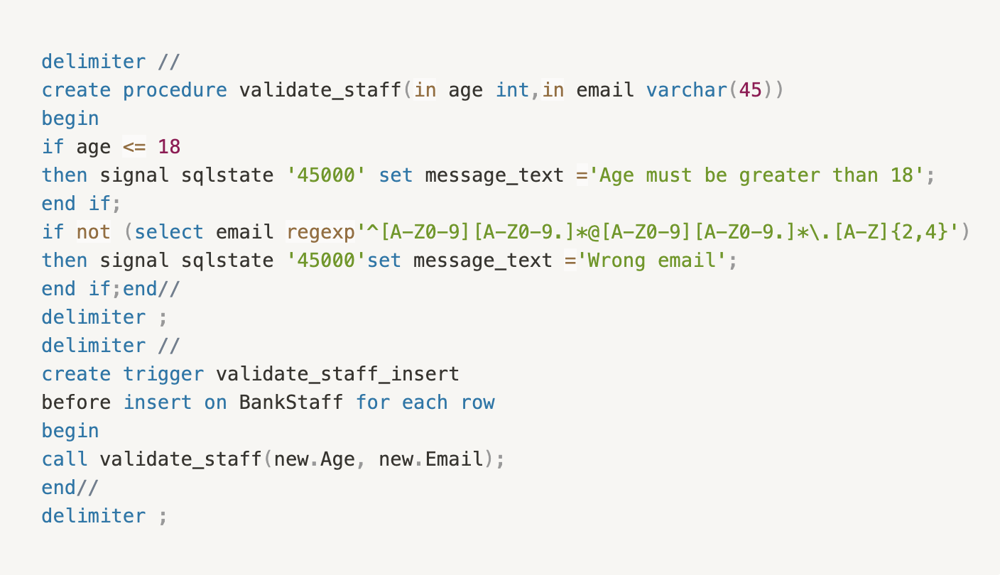 delimiter //
create procedure validate_staff(in age int,in email varchar(45))
begin
if age <= 18
then signal sqlstate '45000' set message_text ='Age must be greater than 18';
end if;
if not (select email regexp'^[A-Z0-9][A-Z0-9.]*@[A-Z0-9][A-Z0-9.]*\.[A-Z]{2,4}')
then signal sqlstate '45000'set message_text ='Wrong email';
end if;end//
delimiter ;
delimiter //
create trigger validate_staff_insert
before insert on BankStaff for each row
begin
call validate_staff(new.Age, new.Email);
end//
delimiter ;